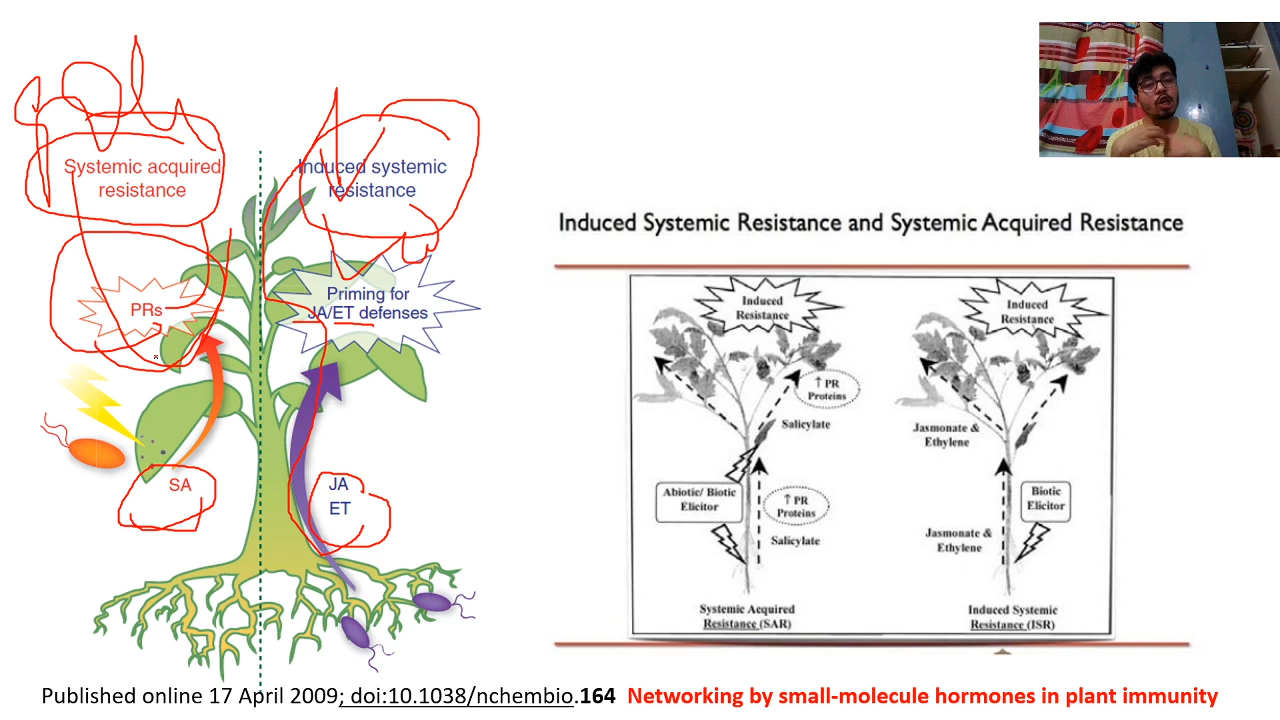 Systemic acquired
resistance
Induced systemic
resistance
PRs
Priming for
JA/ET defenses
SA
JA
ET
Induced Systemic Resistance and Systemic Acquired Resistance
Induced
Resistance
↑ PR
Proteins
Salicylate
Abiotic/ Biotic
Elicitor
↑ PR
Proteins
Salicylate
Systemic Acquired
Resistance (SAR)
Induced
Resistance
Jasmonate &
Ethylene
Biotic
Elicitor
Jasmonate &
Ethylene
Induced Systemic
Resistance (ISR)
Published online 17 April 2009; doi:10.1038/nchembio.164 Networking by small-molecule hormones in plant immunity